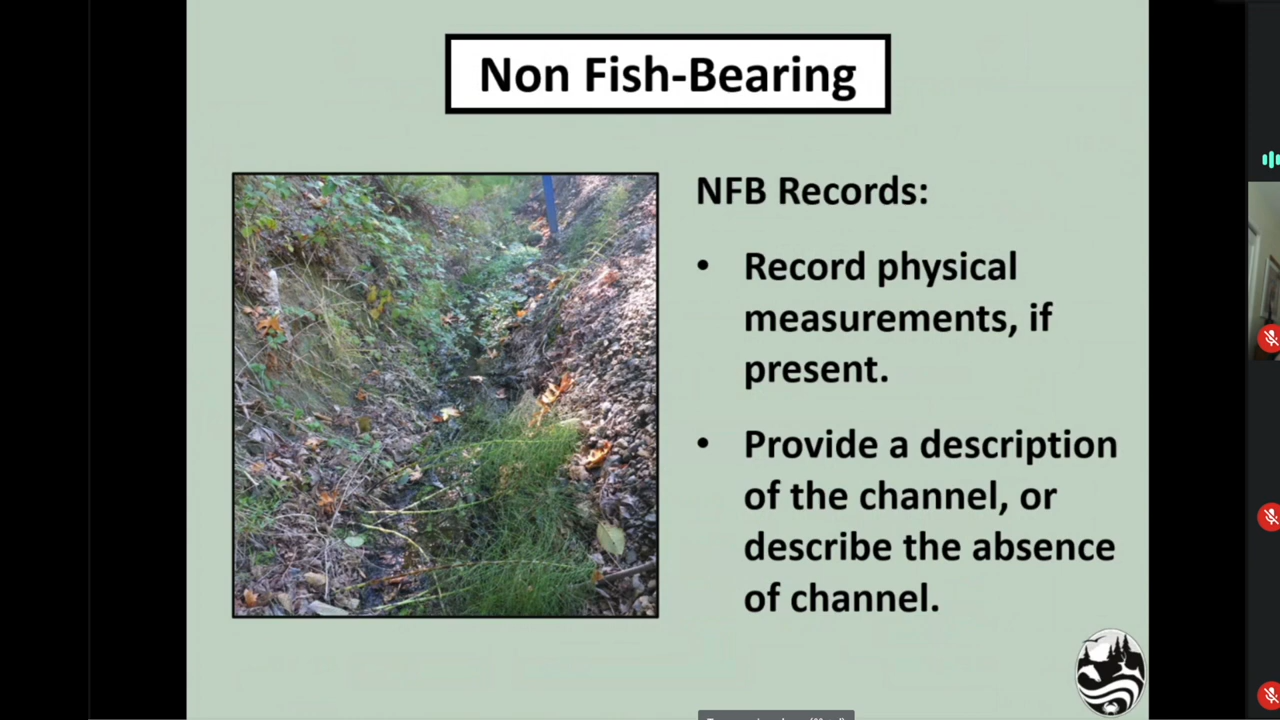 Non Fish-Bearing
NFB Records:
• Record physical
measurements, if
present.
• Provide a description
of the channel, or
describe the absence
of channel.